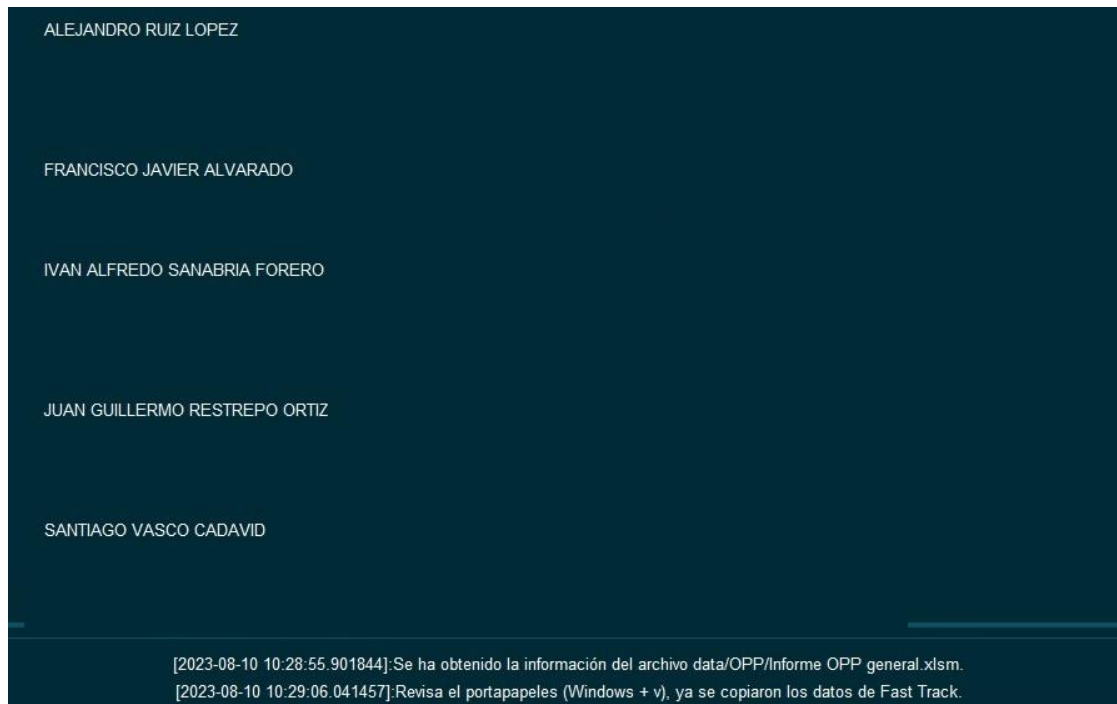 ALEJANDRO RUIZ LOPEZ
FRANCISCO JAVIER ALVARADO
IVAN ALFREDO SANABRIA FORERO
JUAN GUILLERMO RESTREPO ORTIZ
SANTIAGO VASCO CADAVID
[2023-08-10 10:28:55.901844]:Se ha obtenido la información del archivo data/OPP/Informe OPP general.xlsm.
[2023-08-10 10:29:06.041457]:Revisa el portapapeles (Windows + v), ya se copiaron los datos de Fast Track.